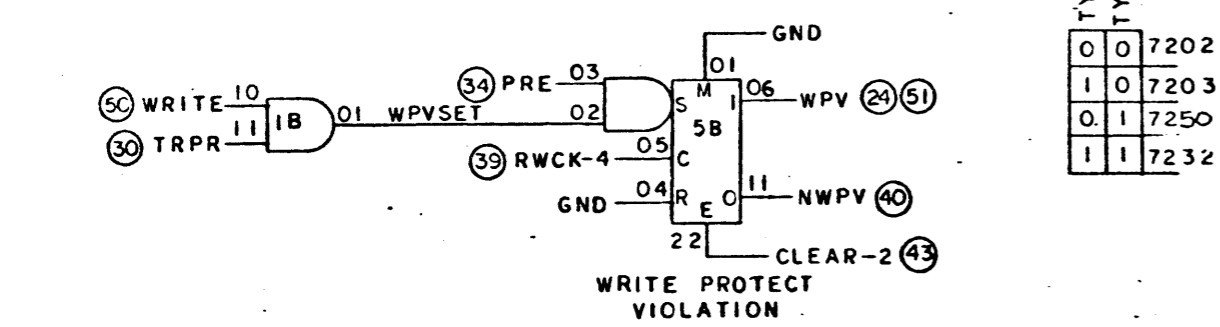 TY TY
GND
01
0 0 7202
34 PRE 03
M
06
1 0 7203
50 WRITE 10
S
1
WPV 24 51
1B
01 WPVSET 02
5B
0. 1 7250
11
30 TRPR
05
39 RWCK-4
C
1 1 7232
04
GND
R
E
O
11
NWPV 40
22
CLEAR-2 43
WRITE PROTECT
VIOLATION